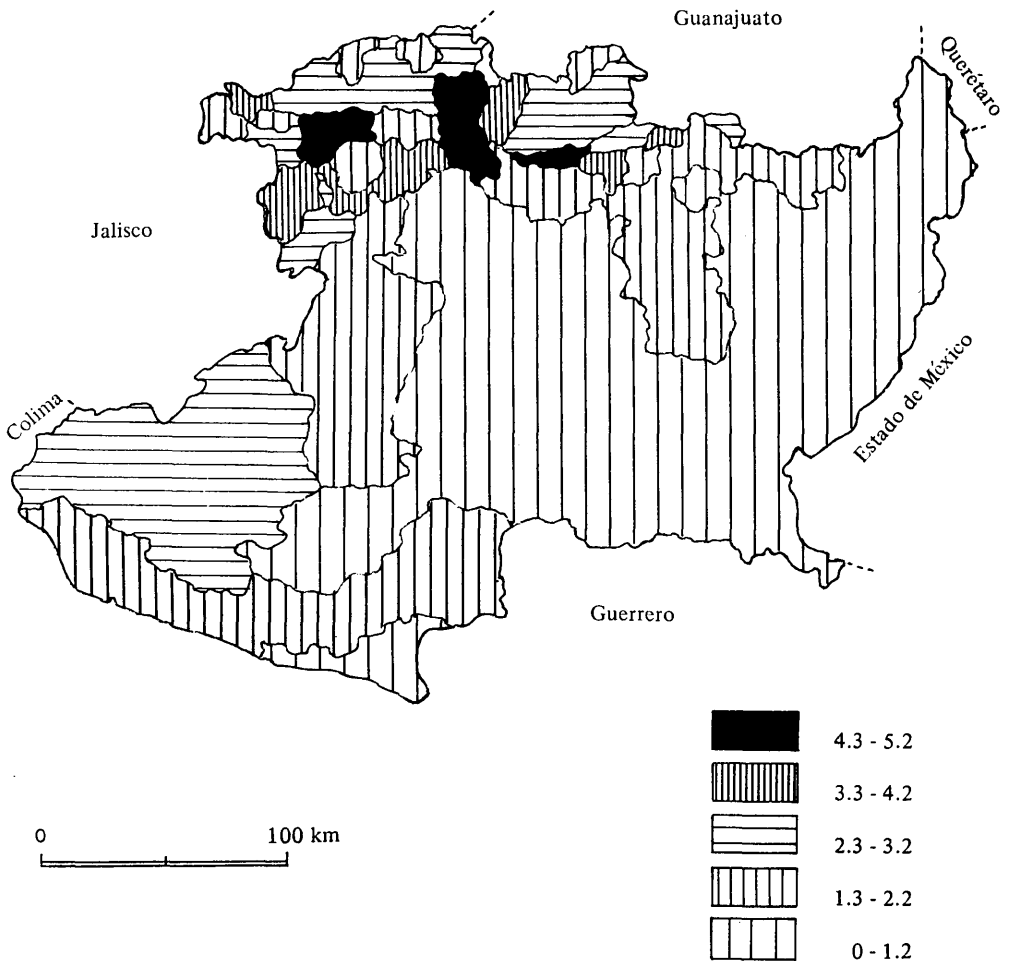 Guanajuato
Querétaro
Jalisco
Colima
Estado de México
Guerrero
4.3 - 5.2
3.3 - 4.2
0 100 km
2.3 - 3.2
1.3 - 2.2
0 - 1.2